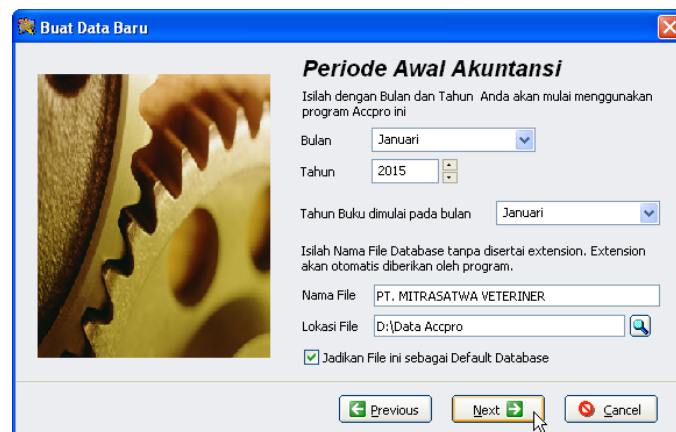 Buat Data Baru
Periode Awal Akuntansi
Isilah dengan Bulan dan Tahun Anda akan mulai menggunakan
program Accpro ini
Bulan Januari
Tahun 2015
Tahun Buku dimulai pada bulan Januari
Isilah Nama File Database tanpa disertai extension. Extension
akan otomatis diberikan oleh program.
Nama File PT. MITRASATWA VETERINER
Lokasi File D:\Data Accpro
Jadikan File ini sebagai Default Database
Previous Next Cancel